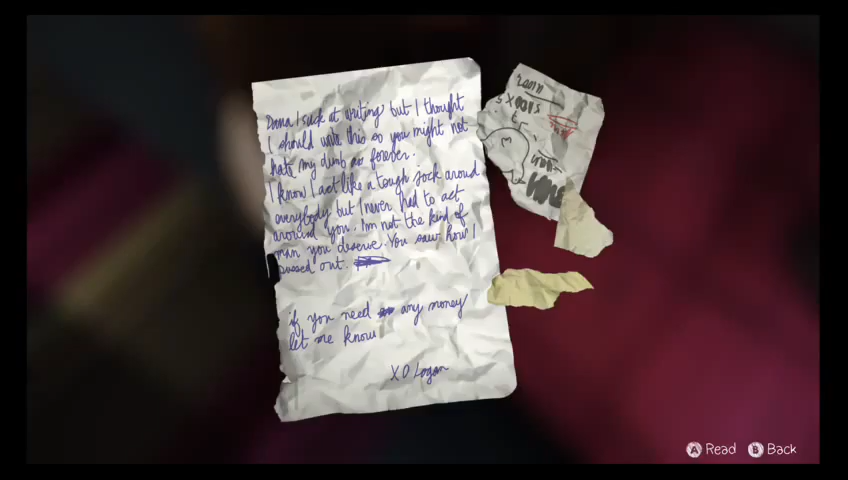 Dana I suck at writing but I thought
I should write this so you might not
hate my dumb ass forever.
I know I act like a tough jock around
everybody but I never had to act
around you. I'm not the kind of
man you deserve. You saw how I
pussed out.
if you need any money
let me know
XO Logan
Read
Back